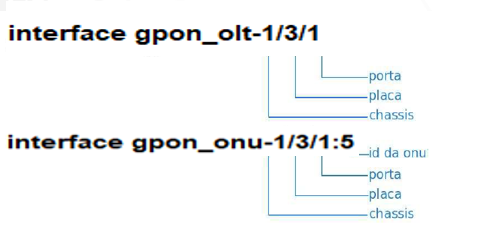 interface gpon_olt-1/3/1
porta
placa
chassis
interface gpon_onu-1/3/1:5
id da onu
porta
placa
chassis